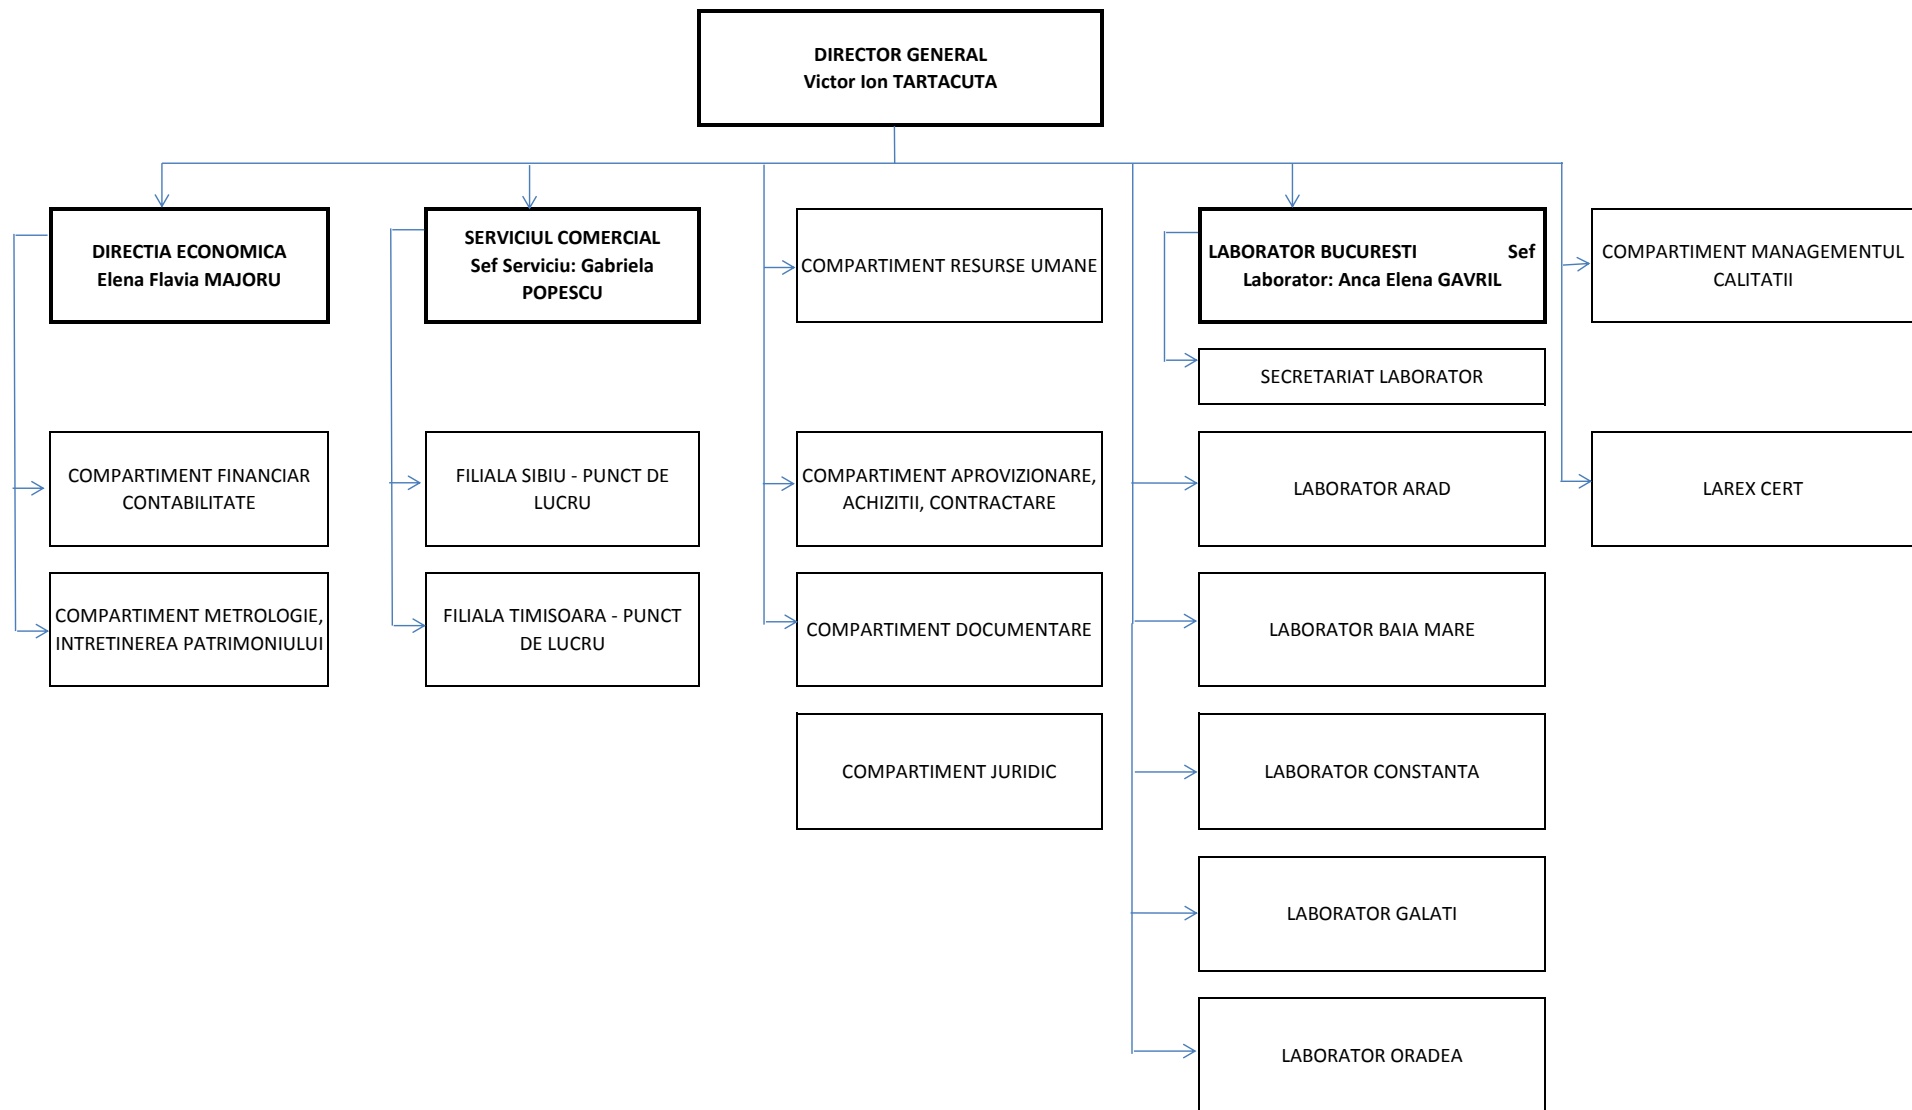 DIRECTOR GENERAL
Victor Ion TARTACUTA
DIRECTIA ECONOMICA
Elena Flavia MAJORU
SERVICIUL COMERCIAL
Sef Serviciu: Gabriela
POPESCU
COMPARTIMENT RESURSE UMANE
LABORATOR BUCURESTI Sef
Laborator: Anca Elena GAVRIL
COMPARTIMENT MANAGEMENTUL
CALITATII
SECRETARIAT LABORATOR
COMPARTIMENT FINANCIAR
CONTABILITATE
FILIALA SIBIU - PUNCT DE
LUCRU
COMPARTIMENT APROVIZIONARE,
ACHIZITII, CONTRACTARE
LABORATOR ARAD
LAREX CERT
COMPARTIMENT METROLOGIE,
INTRETINEREA PATRIMONIULUI
FILIALA TIMISOARA - PUNCT
DE LUCRU
COMPARTIMENT DOCUMENTARE
LABORATOR BAIA MARE
COMPARTIMENT JURIDIC
LABORATOR CONSTANTA
LABORATOR GALATI
LABORATOR ORADEA